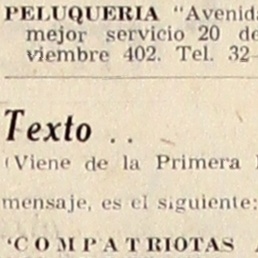 PELUQUERIA "Avenida
mejor servicio 20 de
viembre 402. Tel. 32-
Texto . .
(Viene de la Primera
mensaje, es el siguiente:
'COMPATRIOTAS